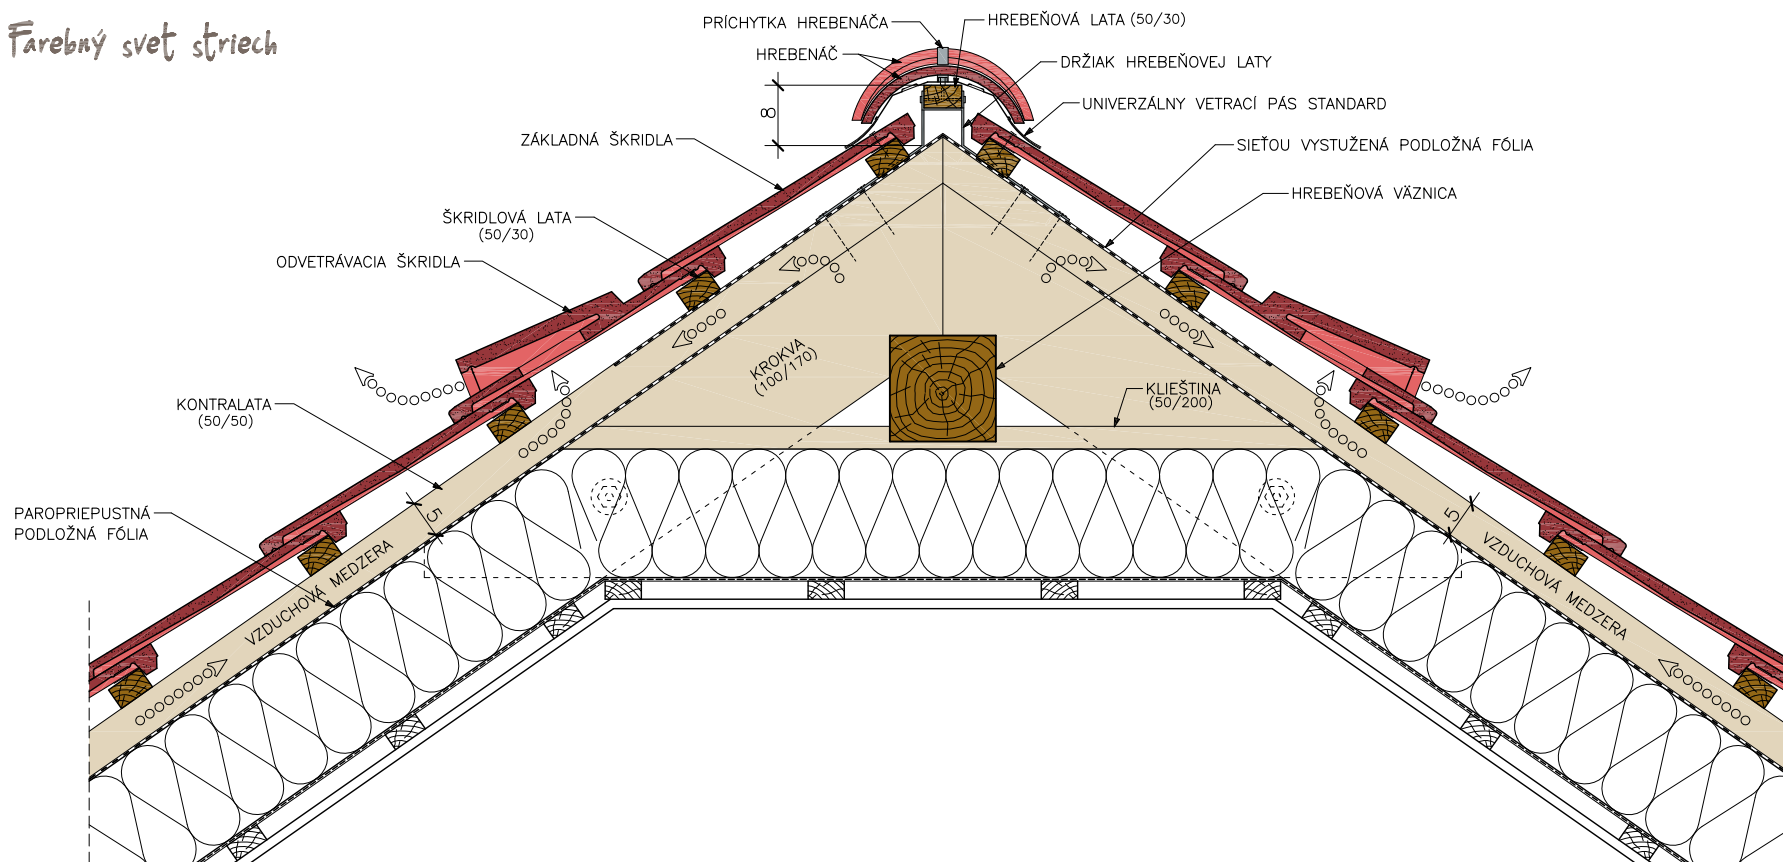 Farebný svet striech
PRÍCHYTKA HREBENÁČA
HREBEŇOVÁ LATA (50/30)
HREBENÁČ
DRŽIAK HREBEŇOVEJ LATY
8
UNIVERZÁLNY VETRACÍ PÁS STANDARD
ZÁKLADNÁ ŠKRIDLA
SIEŤOU VYSTUŽENÁ PODLOŽNÁ FÓLIA
HREBEŇOVÁ VÄZNICA
ŠKRIDLOVÁ LATA
(50/30)
ODVETRÁVACIA ŠKRIDLA
KROKVA
(100/170)
KLIEŠTINA
(50/200)
KONTRALATA
(50/50)
PAROPRIEPUSTNÁ
PODLOŽNÁ FÓLIA
5
5
VZDUCHOVÁ MEDZERA
VZDUCHOVÁ MEDZERA